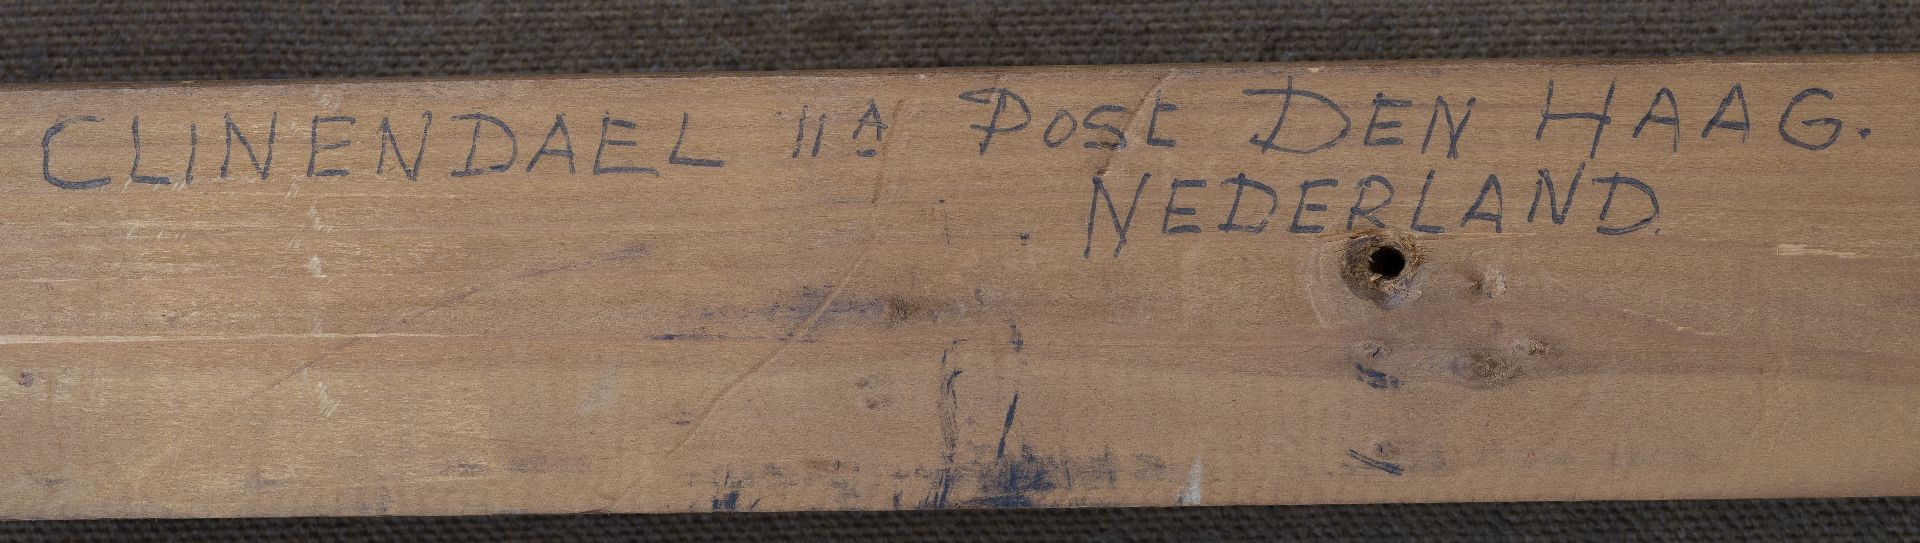 CLINENDAEL 11A Post DEN HAAG.
NEDERLAND.